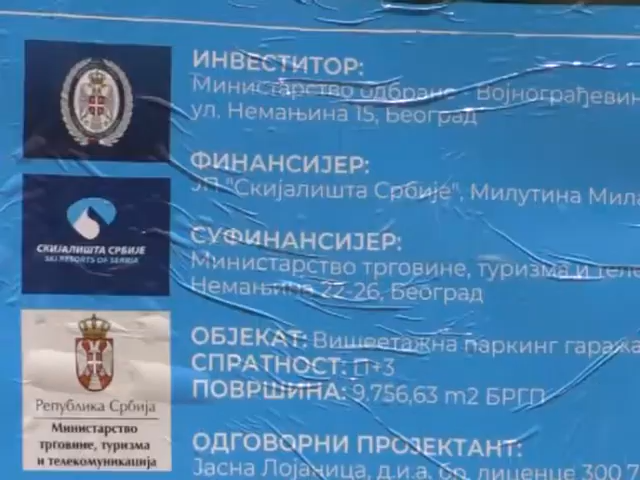 ИНВЕСТИТОР:
Министарство одбране - Војнограђевин
ул. Немањина 15, Београд
ФИНАНСИЈЕР:
ЈП "Скијалишта Србије", Милутина Мила
СУФИНАНСИЈЕР:
Министарство трговине, туризма и теле
Немањина 22-26, Београд
ОБЈЕКАТ: Вишеетажна паркинг гаража
СПРАТНОСТ: П+3
ПОВРШИНА: 9.756,63 m2 БРГП
ОДГОВОРНИ ПРОЈЕКТАНТ:
Јасна Лојаница, д.и.а. бр. лиценце 300 7
СКИЈАЛИШТА СРБИЈЕ
SKI RESORTS OF SERBIA
Република Србија
Министарство
трговине, туризма
и телекомуникација